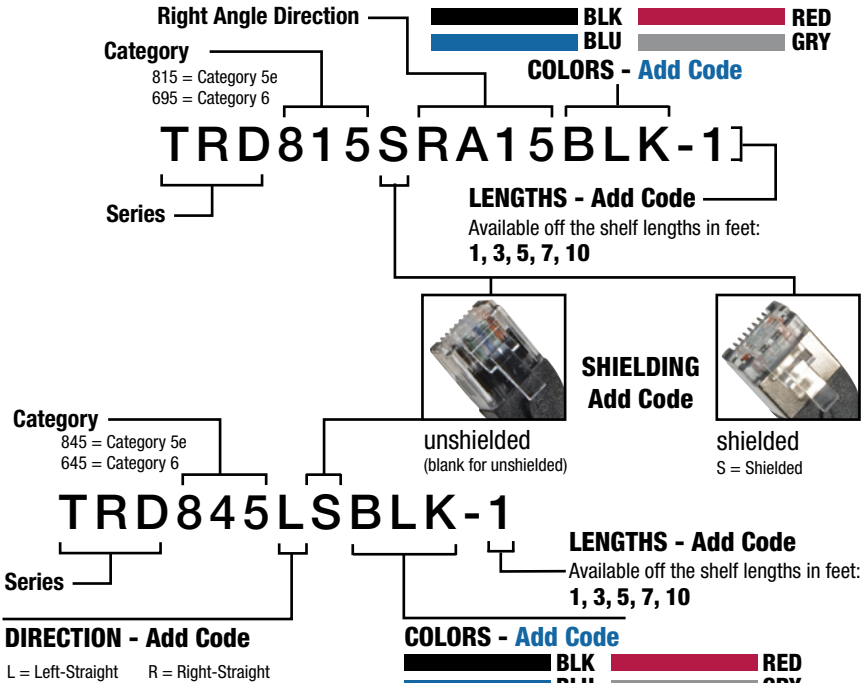 Right Angle Direction
BLK RED
BLU GRY
COLORS - Add Code
Category
815 = Category 5e
695 = Category 6
TRD815SRA15BLK-1
LENGTHS - Add Code
Available off the shelf lengths in feet:
1, 3, 5, 7, 10
Series
SHIELDING
Add Code
unshielded
(blank for unshielded)
shielded
S = Shielded
Category
845 = Category 5e
645 = Category 6
TRD845LSBLK-1
LENGTHS - Add Code
Available off the shelf lengths in feet:
1, 3, 5, 7, 10
Series
DIRECTION - Add Code
L = Left-Straight R = Right-Straight
COLORS - Add Code
BLK RED
BLU GRY